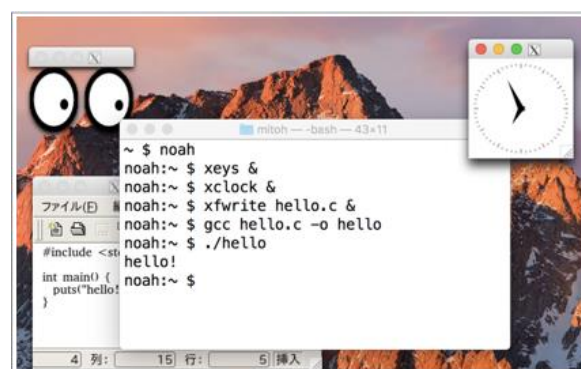 mitoh — -bash — 43×11
~ $ noah
noah:~ $ xeys &
noah:~ $ xclock &
noah:~ $ xfwrite hello.c &
noah:~ $ gcc hello.c -o hello
noah:~ $ ./hello
hello!
noah:~ $
ファイル(F)
#include <st
int main() {
puts("hello!
}
4 列: 15 行: 5 挿入